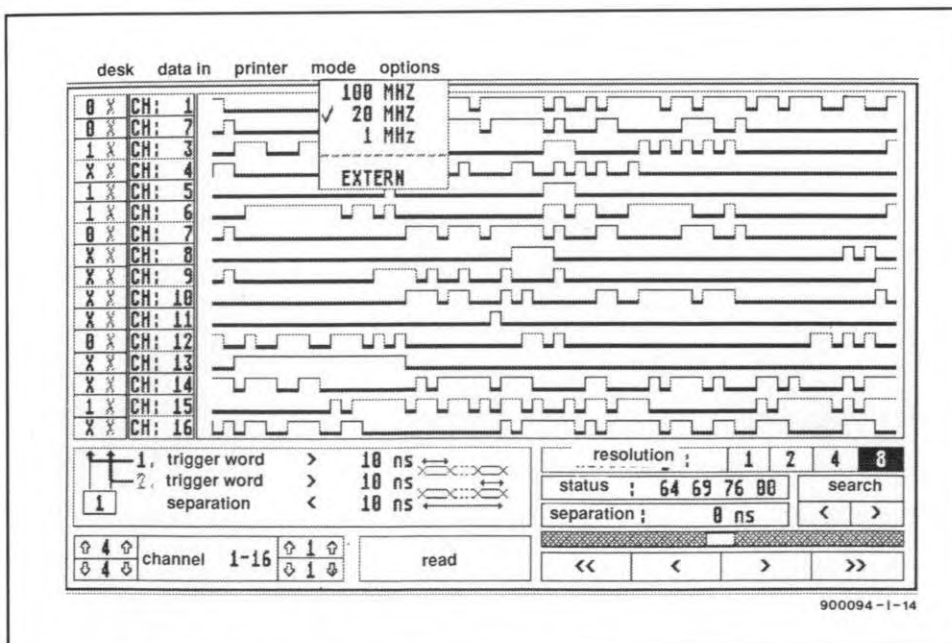 desk data in printer mode options
100 MHZ
✓ 20 MHZ
1 MHz
EXTERN
0 X CH: 1
0 X CH: 7
1 X CH: 3
X X CH: 4
1 X CH: 5
1 X CH: 6
0 X CH: 7
X X CH: 8
X X CH: 9
X X CH: 10
X X CH: 11
0 X CH: 12
X X CH: 13
X X CH: 14
1 X CH: 15
X X CH: 16
1. trigger word > 10 ns
2. trigger word > 10 ns
1 separation < 10 ns
resolution : 1 2 4 8
status : 64 69 76 00 search
separation : 0 ns < >
4 channel 1-16 1 read
4 1
<< < > >>
900094-I-14